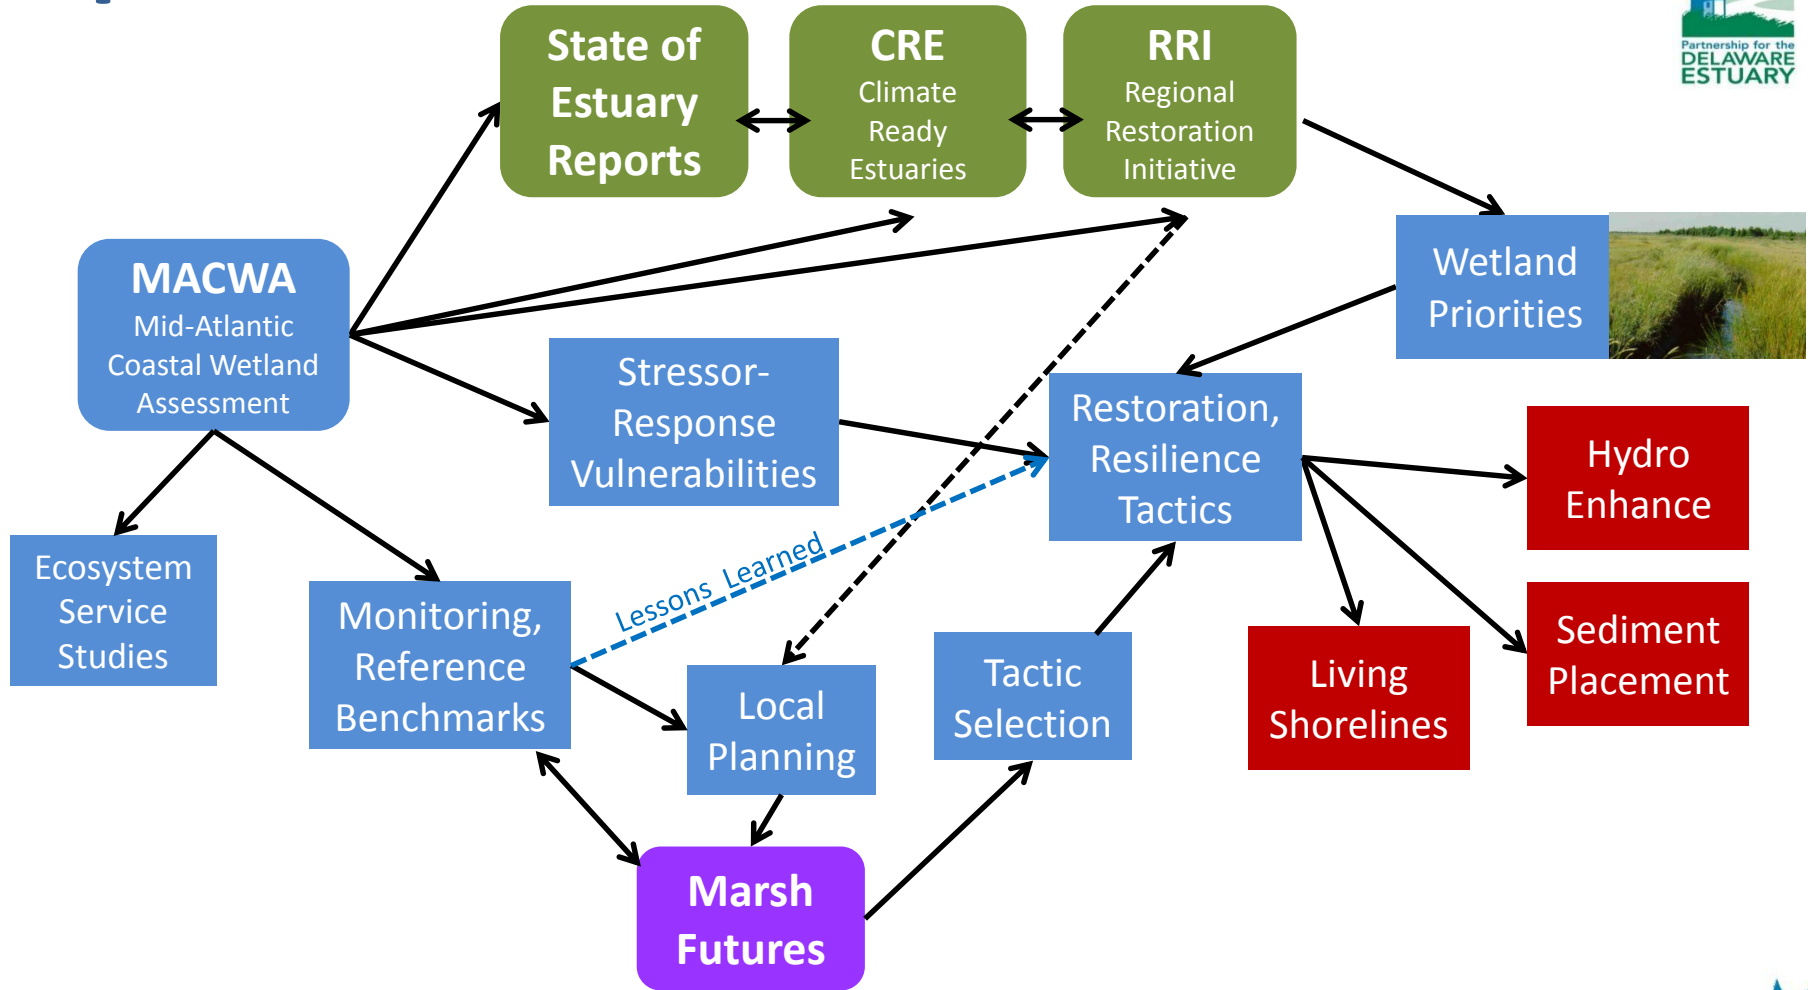 State of
Estuary
Reports
CRE
Climate
Ready
Estuaries
RRI
Regional
Restoration
Initiative
Partnership for the
DELAWARE
ESTUARY
MACWA
Mid-Atlantic
Coastal Wetland
Assessment
Wetland
Priorities
Stressor-
Response
Vulnerabilities
Restoration,
Resilience
Tactics
Hydro
Enhance
Ecosystem
Service
Studies
Monitoring,
Reference
Benchmarks
Lessons Learned
Local
Planning
Tactic
Selection
Living
Shorelines
Sediment
Placement
Marsh
Futures